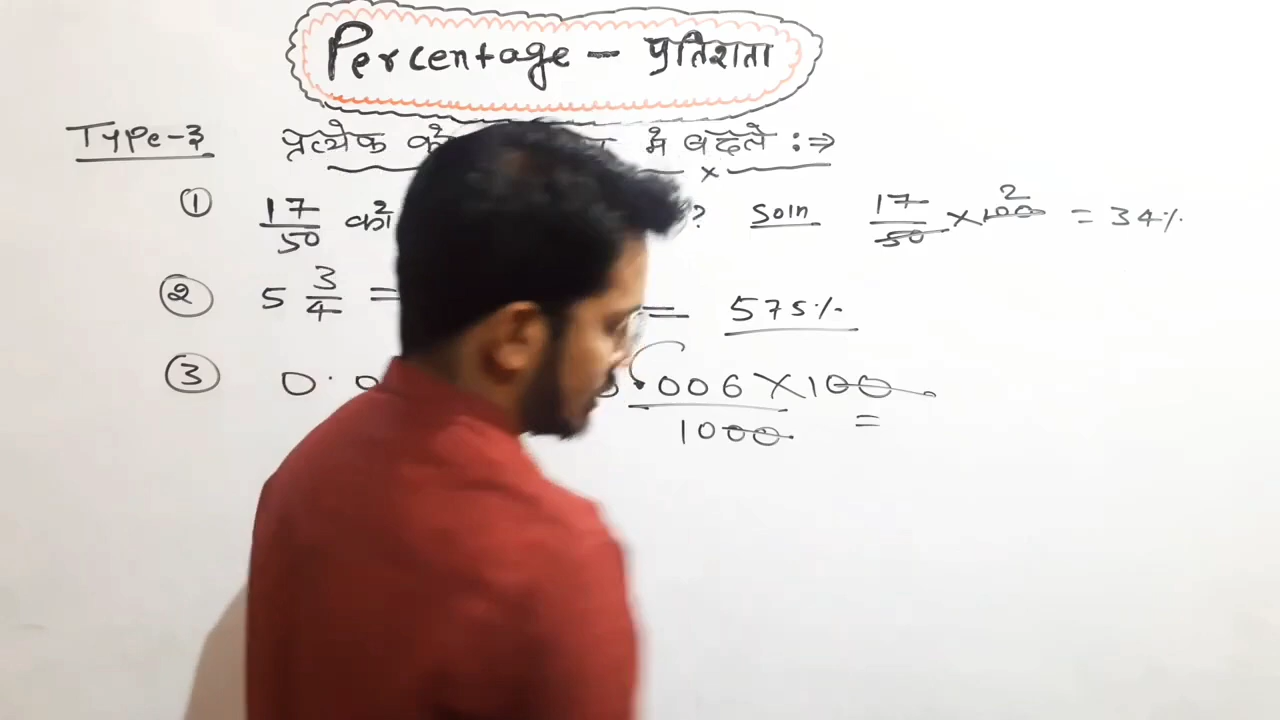 Percentage – प्रतिशता
Type-3 प्रत्येक को में बदले :⇒
① 17/50 को ? Soln 17/50 × 100 2 = 34%
② 5 3/4 = = 575%
③ 0.0 .006 × 100 / 1000 =